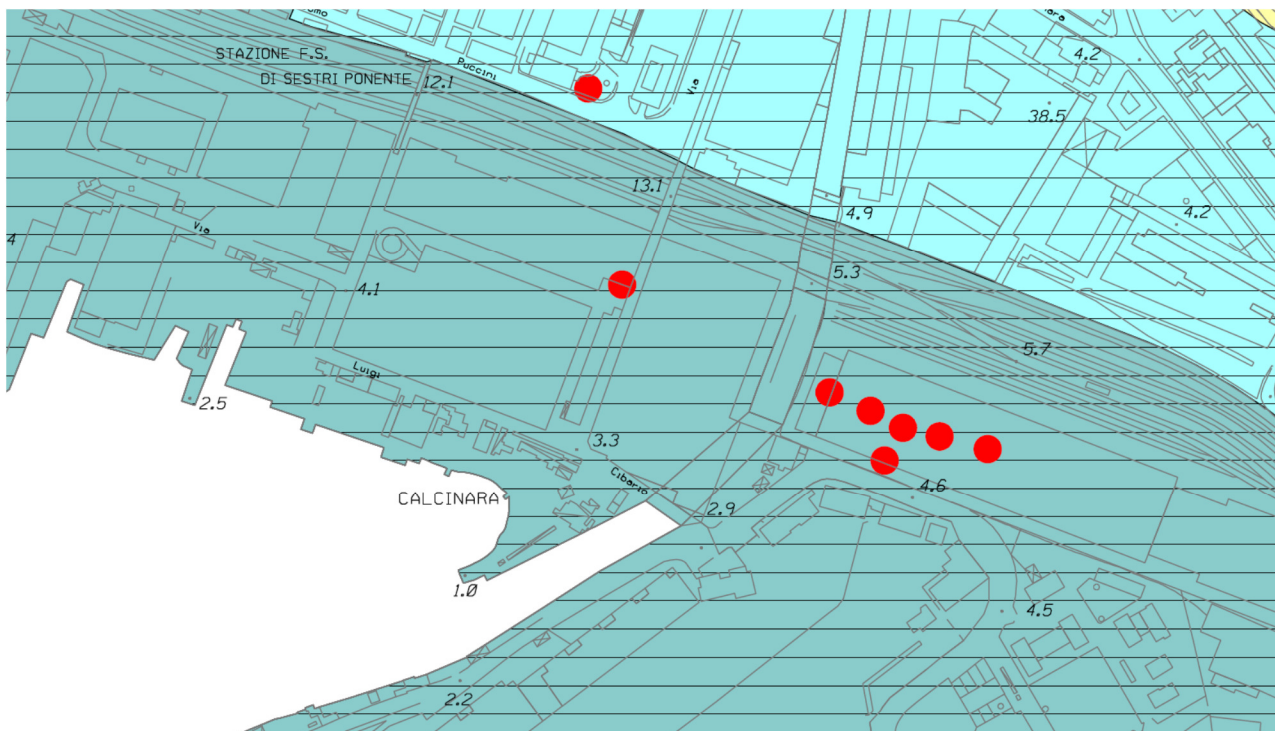 STAZIONE F.S.
DI SESTRI PONENTE
12.1
Puccini
Via
4.2
38.5
13.1
4.9
4.2
Via
4
4.1
5.3
5.7
Luigi
2.5
3.3
Cibario
4.6
CALCINARA
2.9
1.0
4.5
2.2